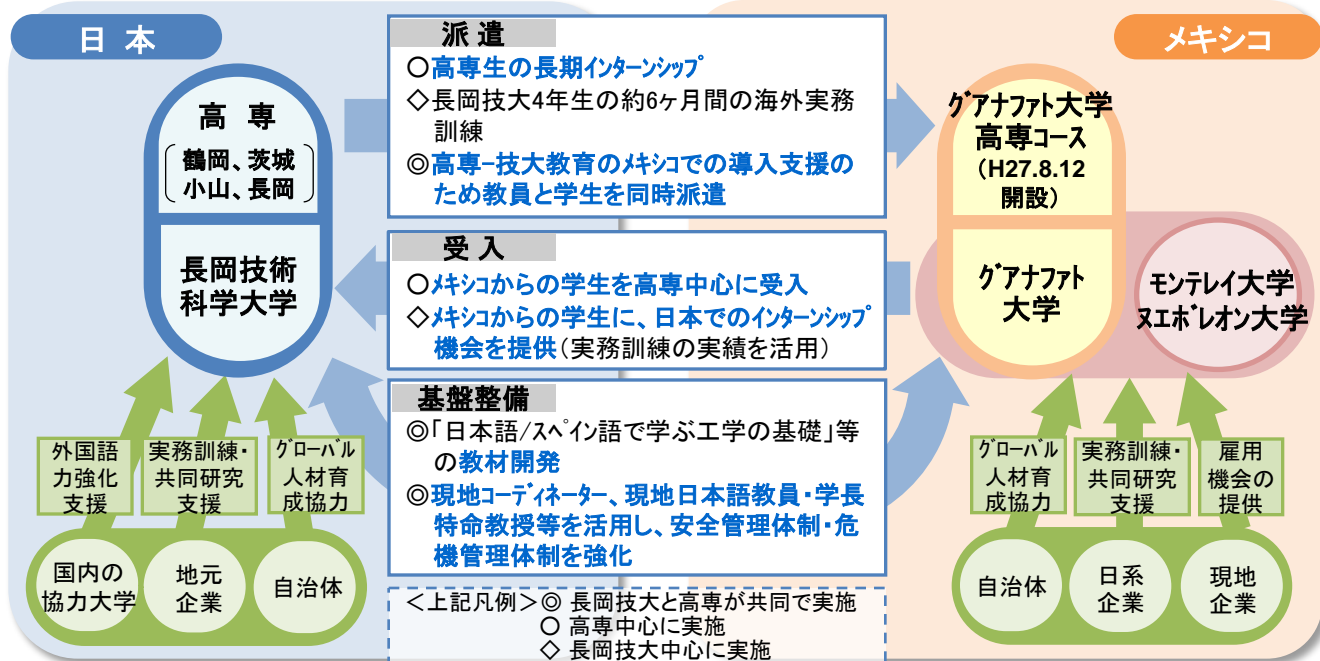 日 本
メキシコ
高 専
鶴岡、茨城
小山、長岡
長岡技術
科学大学
派 遣
○高専生の長期インターンシップ
◇長岡技大4年生の約6ヶ月間の海外実務
訓練
◎高専−技大教育のメキシコでの導入支援の
ため教員と学生を同時派遣
受 入
○メキシコからの学生を高専中心に受入
◇メキシコからの学生に、日本でのインターンシップ
機会を提供(実務訓練の実績を活用)
基盤整備
◎「日本語/スペイン語で学ぶ工学の基礎」等
の教材開発
◎現地コーディネーター、現地日本語教員・学長
特命教授等を活用し、安全管理体制・危
機管理体制を強化
<上記凡例>◎ 長岡技大と高専が共同で実施
○ 高専中心に実施
◇ 長岡技大中心に実施
グアナファト大学
高専コース
(H27.8.12
開設)
グアナファト
大学
モンテレイ大学
ヌエボレオン大学
外国語
力強化
支援
実務訓練・
共同研究
支援
グローバル
人材育
成協力
国内の
協力大学
地元
企業
自治体
グローバル
人材育
成協力
実務訓練・
共同研究
支援
雇用
機会の
提供
自治体
日系
企業
現地
企業